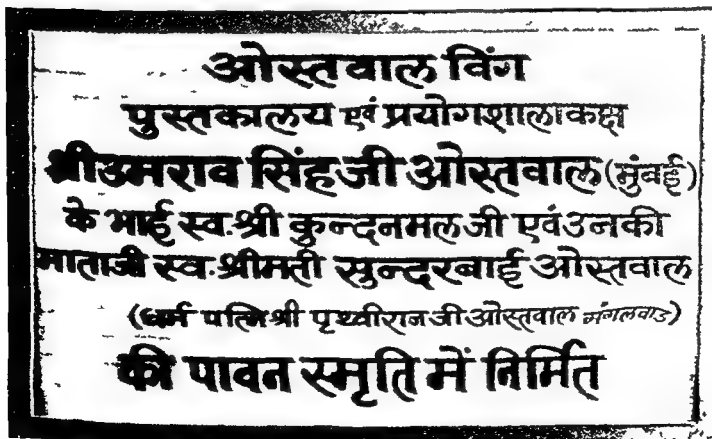 ओस्तवाल विंग
पुस्तकालय एवं प्रयोगशालाकक्ष
श्री उमराव सिंहजी ओस्तवाल (मुंबई)
के भाई स्व.श्री कुन्दनमलजी एवं उनकी
माताजी स्व.श्रीमती सुन्दरबाई ओस्तवाल
(धर्म पत्नि श्री पृथ्वीराजजी ओस्तवाल मंगलवाड)
की पावन स्मृति में निर्मित्